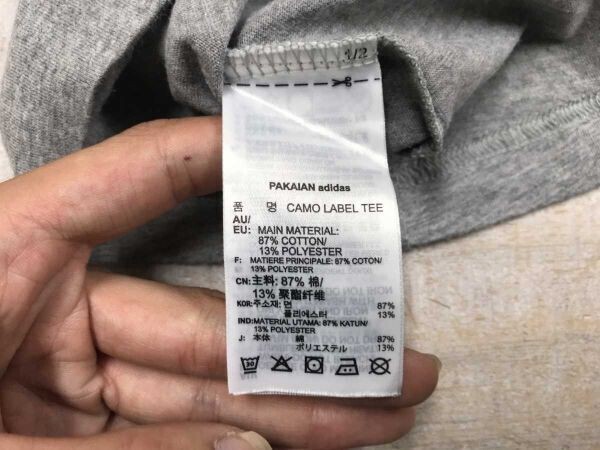 1/2
PAKAIAN adidas
품 명 CAMO LABEL TEE
AU/
EU: MAIN MATERIAL:
87% COTTON/
13% POLYESTER
F: MATIERE PRINCIPALE: 87% COTON/
13% POLYESTER
CN: 主料: 87% 棉/
13% 聚酯纤维
KOR: 주소재: 면 87%
폴리에스터 13%
IND: MATERIAL UTAMA: 87% KATUN/
13% POLYESTER
J: 本体 綿 87%
ポリエステル 13%
30